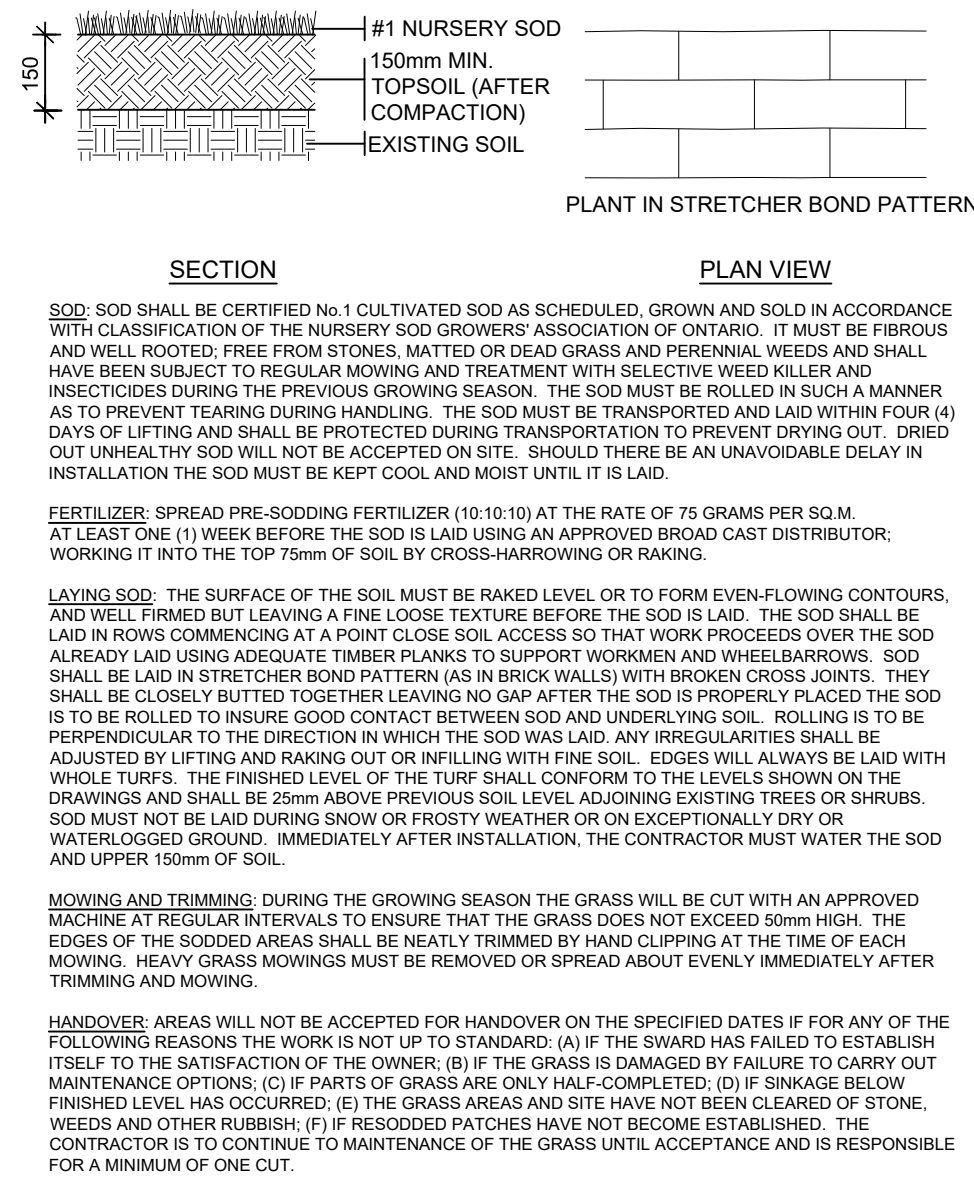 #1 NURSERY SOD
150mm MIN.
TOPSOIL (AFTER
COMPACTION)
EXISTING SOIL
150
PLANT IN STRETCHER BOND PATTERN
SECTION
PLAN VIEW
SOD: SOD SHALL BE CERTIFIED No.1 CULTIVATED SOD AS SCHEDULED, GROWN AND SOLD IN ACCORDANCE
WITH CLASSIFICATION OF THE NURSERY SOD GROWERS' ASSOCIATION OF ONTARIO. IT MUST BE FIBROUS
AND WELL ROOTED; FREE FROM STONES, MATTED OR DEAD GRASS AND PERENNIAL WEEDS AND SHALL
HAVE BEEN SUBJECT TO REGULAR MOWING AND TREATMENT WITH SELECTIVE WEED KILLER AND
INSECTICIDES DURING THE PREVIOUS GROWING SEASON. THE SOD MUST BE ROLLED IN SUCH A MANNER
AS TO PREVENT TEARING DURING HANDLING. THE SOD MUST BE TRANSPORTED AND LAID WITHIN FOUR (4)
DAYS OF LIFTING AND SHALL BE PROTECTED DURING TRANSPORTATION TO PREVENT DRYING OUT. DRIED
OUT UNHEALTHY SOD WILL NOT BE ACCEPTED ON SITE. SHOULD THERE BE AN UNAVOIDABLE DELAY IN
INSTALLATION THE SOD MUST BE KEPT COOL AND MOIST UNTIL IT IS LAID.
FERTILIZER: SPREAD PRE-SODDING FERTILIZER (10:10:10) AT THE RATE OF 75 GRAMS PER SQ.M.
AT LEAST ONE (1) WEEK BEFORE THE SOD IS LAID USING AN APPROVED BROAD CAST DISTRIBUTOR;
WORKING IT INTO THE TOP 75mm OF SOIL BY CROSS-HARROWING OR RAKING.
LAYING SOD: THE SURFACE OF THE SOIL MUST BE RAKED LEVEL OR TO FORM EVEN-FLOWING CONTOURS,
AND WELL FIRMED BUT LEAVING A FINE LOOSE TEXTURE BEFORE THE SOD IS LAID. THE SOD SHALL BE
LAID IN ROWS COMMENCING AT A POINT CLOSE SOIL ACCESS SO THAT WORK PROCEEDS OVER THE SOD
ALREADY LAID USING ADEQUATE TIMBER PLANKS TO SUPPORT WORKMEN AND WHEELBARROWS. SOD
SHALL BE LAID IN STRETCHER BOND PATTERN (AS IN BRICK WALLS) WITH BROKEN CROSS JOINTS. THEY
SHALL BE CLOSELY BUTTED TOGETHER LEAVING NO GAP AFTER THE SOD IS PROPERLY PLACED THE SOD
IS TO BE ROLLED TO INSURE GOOD CONTACT BETWEEN SOD AND UNDERLYING SOIL. ROLLING IS TO BE
PERPENDICULAR TO THE DIRECTION IN WHICH THE SOD WAS LAID. ANY IRREGULARITIES SHALL BE
ADJUSTED BY LIFTING AND RAKING OUT OR INFILLING WITH FINE SOIL. EDGES WILL ALWAYS BE LAID WITH
WHOLE TURFS. THE FINISHED LEVEL OF THE TURF SHALL CONFORM TO THE LEVELS SHOWN ON THE
DRAWINGS AND SHALL BE 25mm ABOVE PREVIOUS SOIL LEVEL ADJOINING EXISTING TREES OR SHRUBS.
SOD MUST NOT BE LAID DURING SNOW OR FROSTY WEATHER OR ON EXCEPTIONALLY DRY OR
WATERLOGGED GROUND. IMMEDIATELY AFTER INSTALLATION, THE CONTRACTOR MUST WATER THE SOD
AND UPPER 150mm OF SOIL.
MOWING AND TRIMMING: DURING THE GROWING SEASON THE GRASS WILL BE CUT WITH AN APPROVED
MACHINE AT REGULAR INTERVALS TO ENSURE THAT THE GRASS DOES NOT EXCEED 50mm HIGH. THE
EDGES OF THE SODDED AREAS SHALL BE NEATLY TRIMMED BY HAND CLIPPING AT THE TIME OF EACH
MOWING. HEAVY GRASS MOWINGS MUST BE REMOVED OR SPREAD ABOUT EVENLY IMMEDIATELY AFTER
TRIMMING AND MOWING.
HANDOVER: AREAS WILL NOT BE ACCEPTED FOR HANDOVER ON THE SPECIFIED DATES IF FOR ANY OF THE
FOLLOWING REASONS THE WORK IS NOT UP TO STANDARD: (A) IF THE SWARD HAS FAILED TO ESTABLISH
ITSELF TO THE SATISFACTION OF THE OWNER; (B) IF THE GRASS IS DAMAGED BY FAILURE TO CARRY OUT
MAINTENANCE OPTIONS; (C) IF PARTS OF GRASS ARE ONLY HALF-COMPLETED; (D) IF SINKAGE BELOW
FINISHED LEVEL HAS OCCURRED; (E) THE GRASS AREAS AND SITE HAVE NOT BEEN CLEARED OF STONE,
WEEDS AND OTHER RUBBISH; (F) IF RESODDED PATCHES HAVE NOT BECOME ESTABLISHED. THE
CONTRACTOR IS TO CONTINUE TO MAINTENANCE OF THE GRASS UNTIL ACCEPTANCE AND IS RESPONSIBLE
FOR A MINIMUM OF ONE CUT.